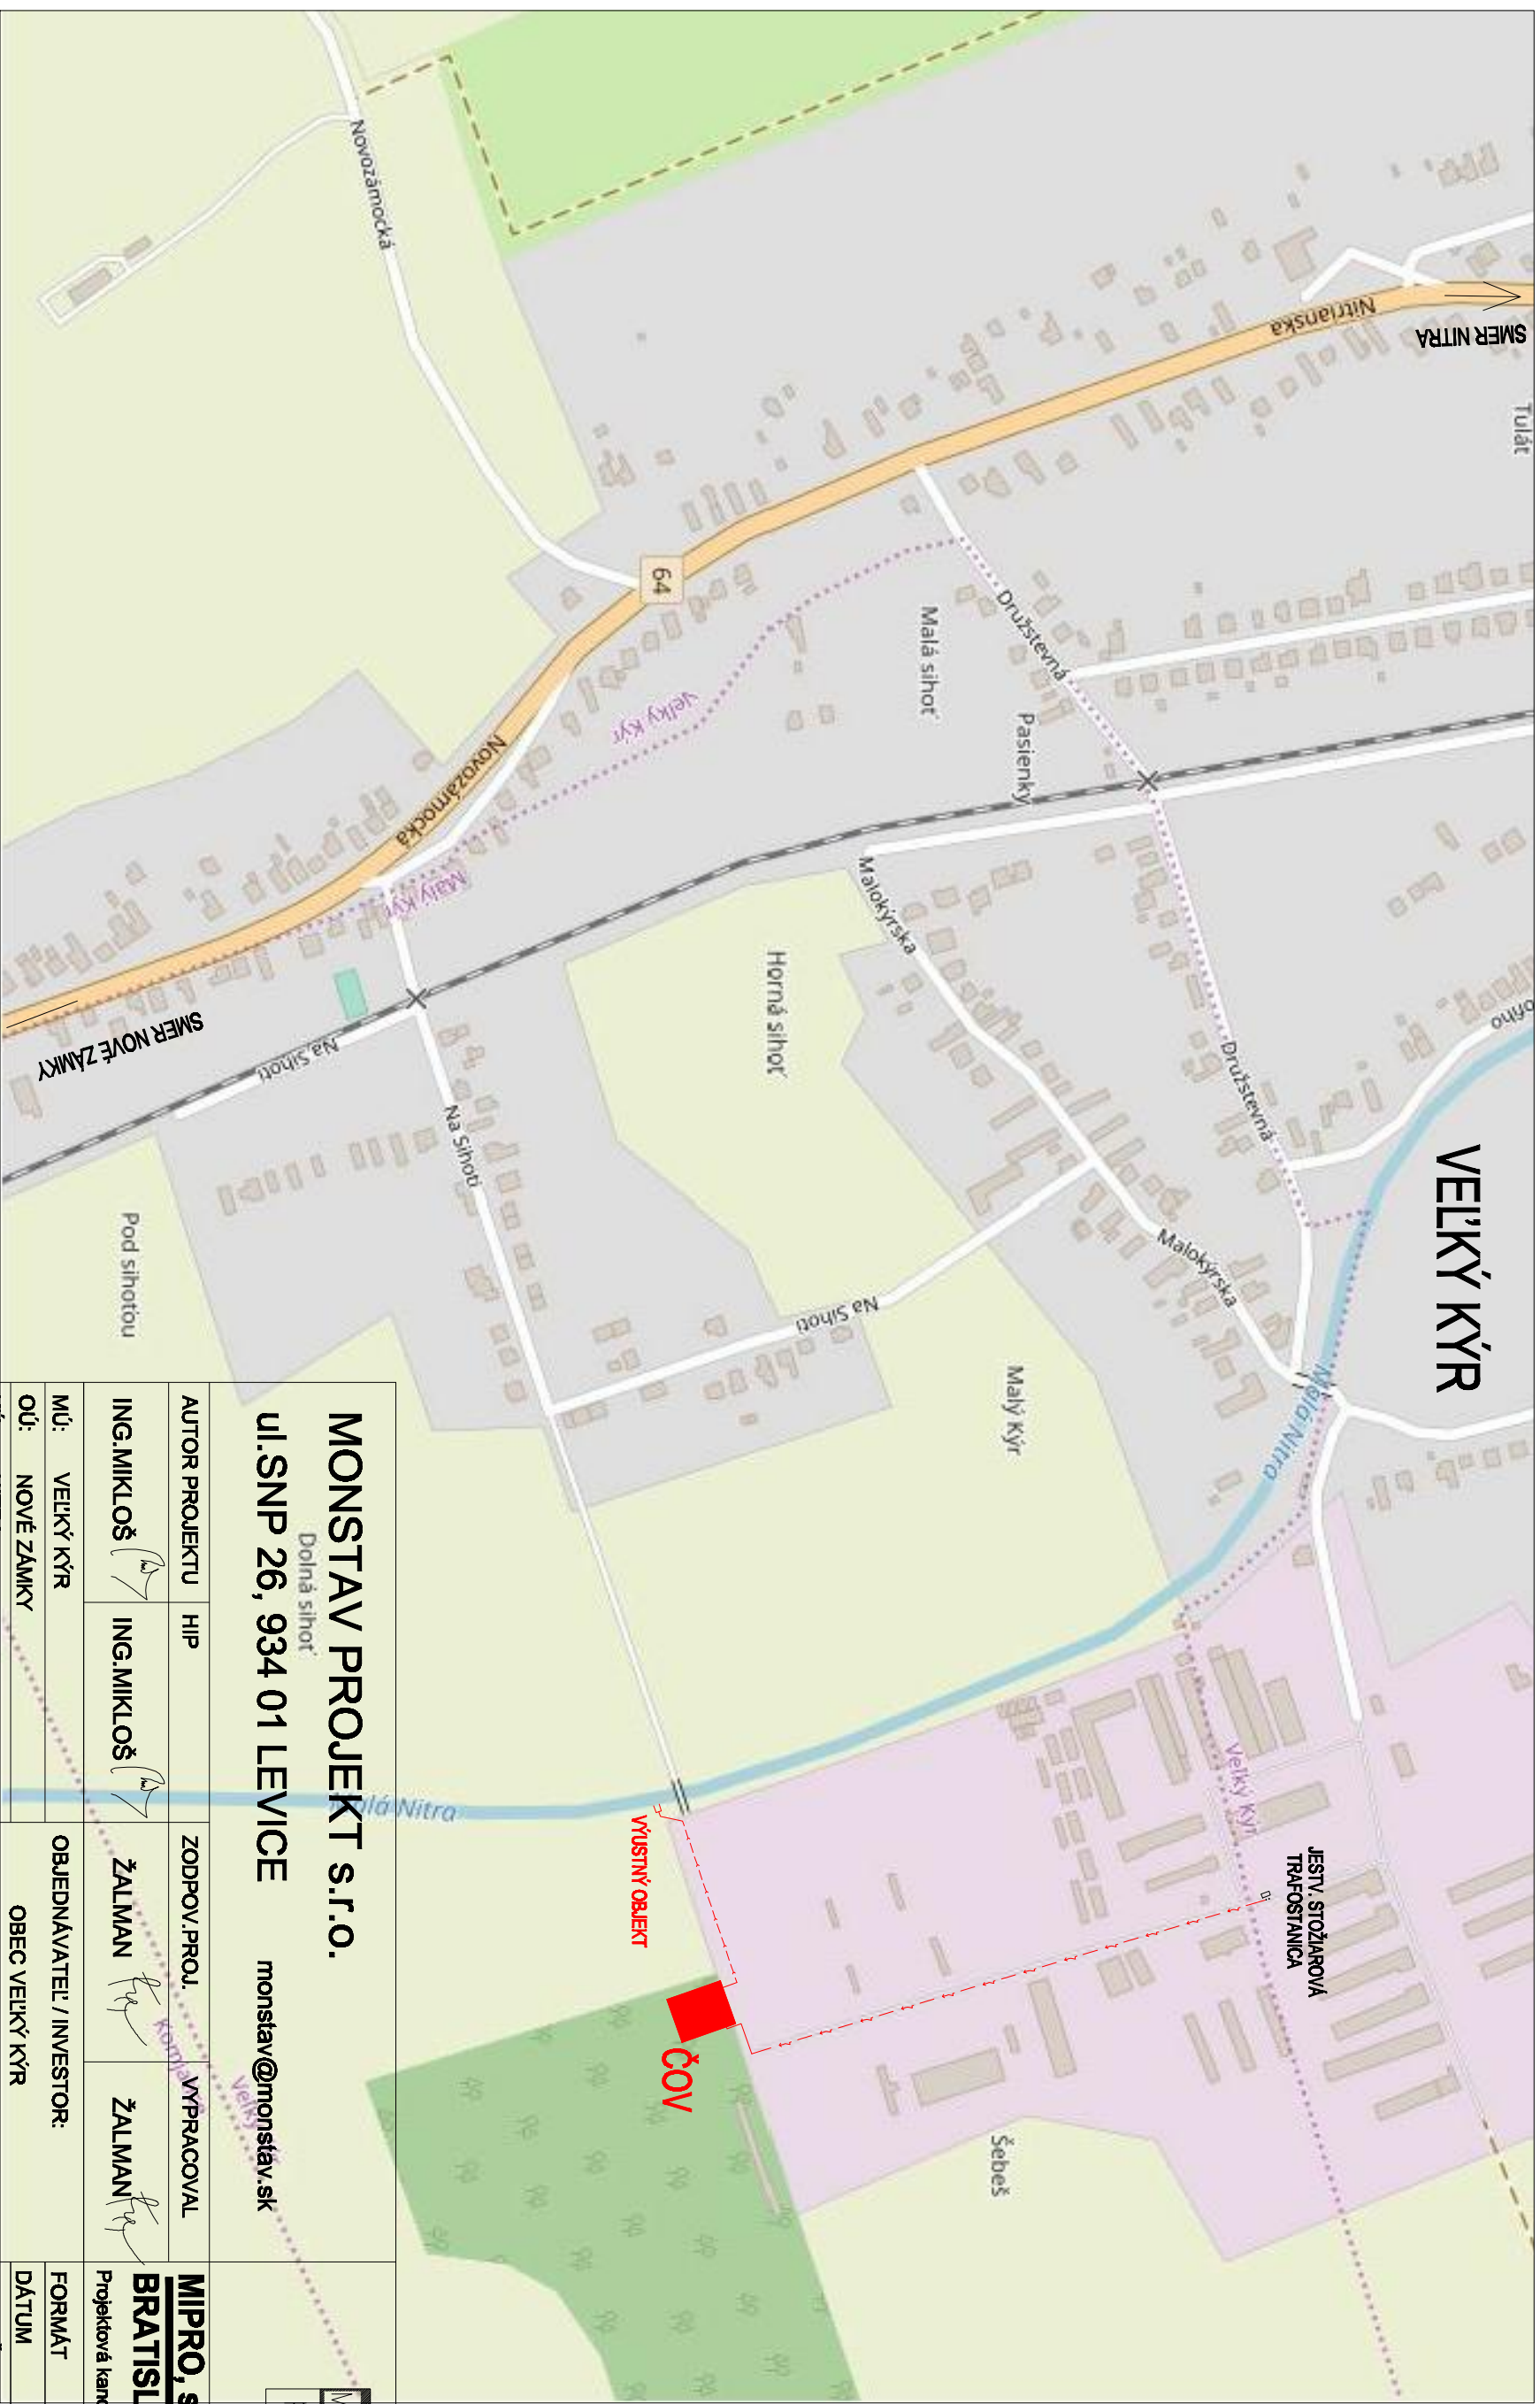 VEĽKÝ KÝR
SMER NITRA
Tulát
Nitrianska
Novozámocká
64
Družstevná
Malá sihoť
Pasienky
Veľký Kýr
Novozámocká
Malý Kýr
SMER NOVÉ ZÁMKY
Na Sihoti
Na Sihoti
Na Sihoti
Malokýrska
Horná sihoť
Družstevná
Malokýrska
Malý Kýr
Malá Nitra
Pod sihoťou
Dolná sihoť
Malá Nitra
Veľký Kýr
JESTV. STOŽIAROVÁ
TRAFOSTANICA
VÝUSTNÝ OBJEKT
ČOV
Šebeš
MONSTAV PROJEKT s.r.o.
ul.SNP 26, 934 01 LEVICE monstav@monstav.sk
AUTOR PROJEKTU HIP ZODPOV.PROJ. VYPRACOVAL
ING.MIKLOŠ ING.MIKLOŠ ŽALMAN ŽALMAN
MÚ: VEĽKÝ KÝR OBJEDNÁVATEĽ / INVESTOR:
OÚ: NOVÉ ZÁMKY OBEC VEĽKÝ KÝR
MIPRO, s
BRATISL
Projektová kanc
FORMÁT
DÁTUM